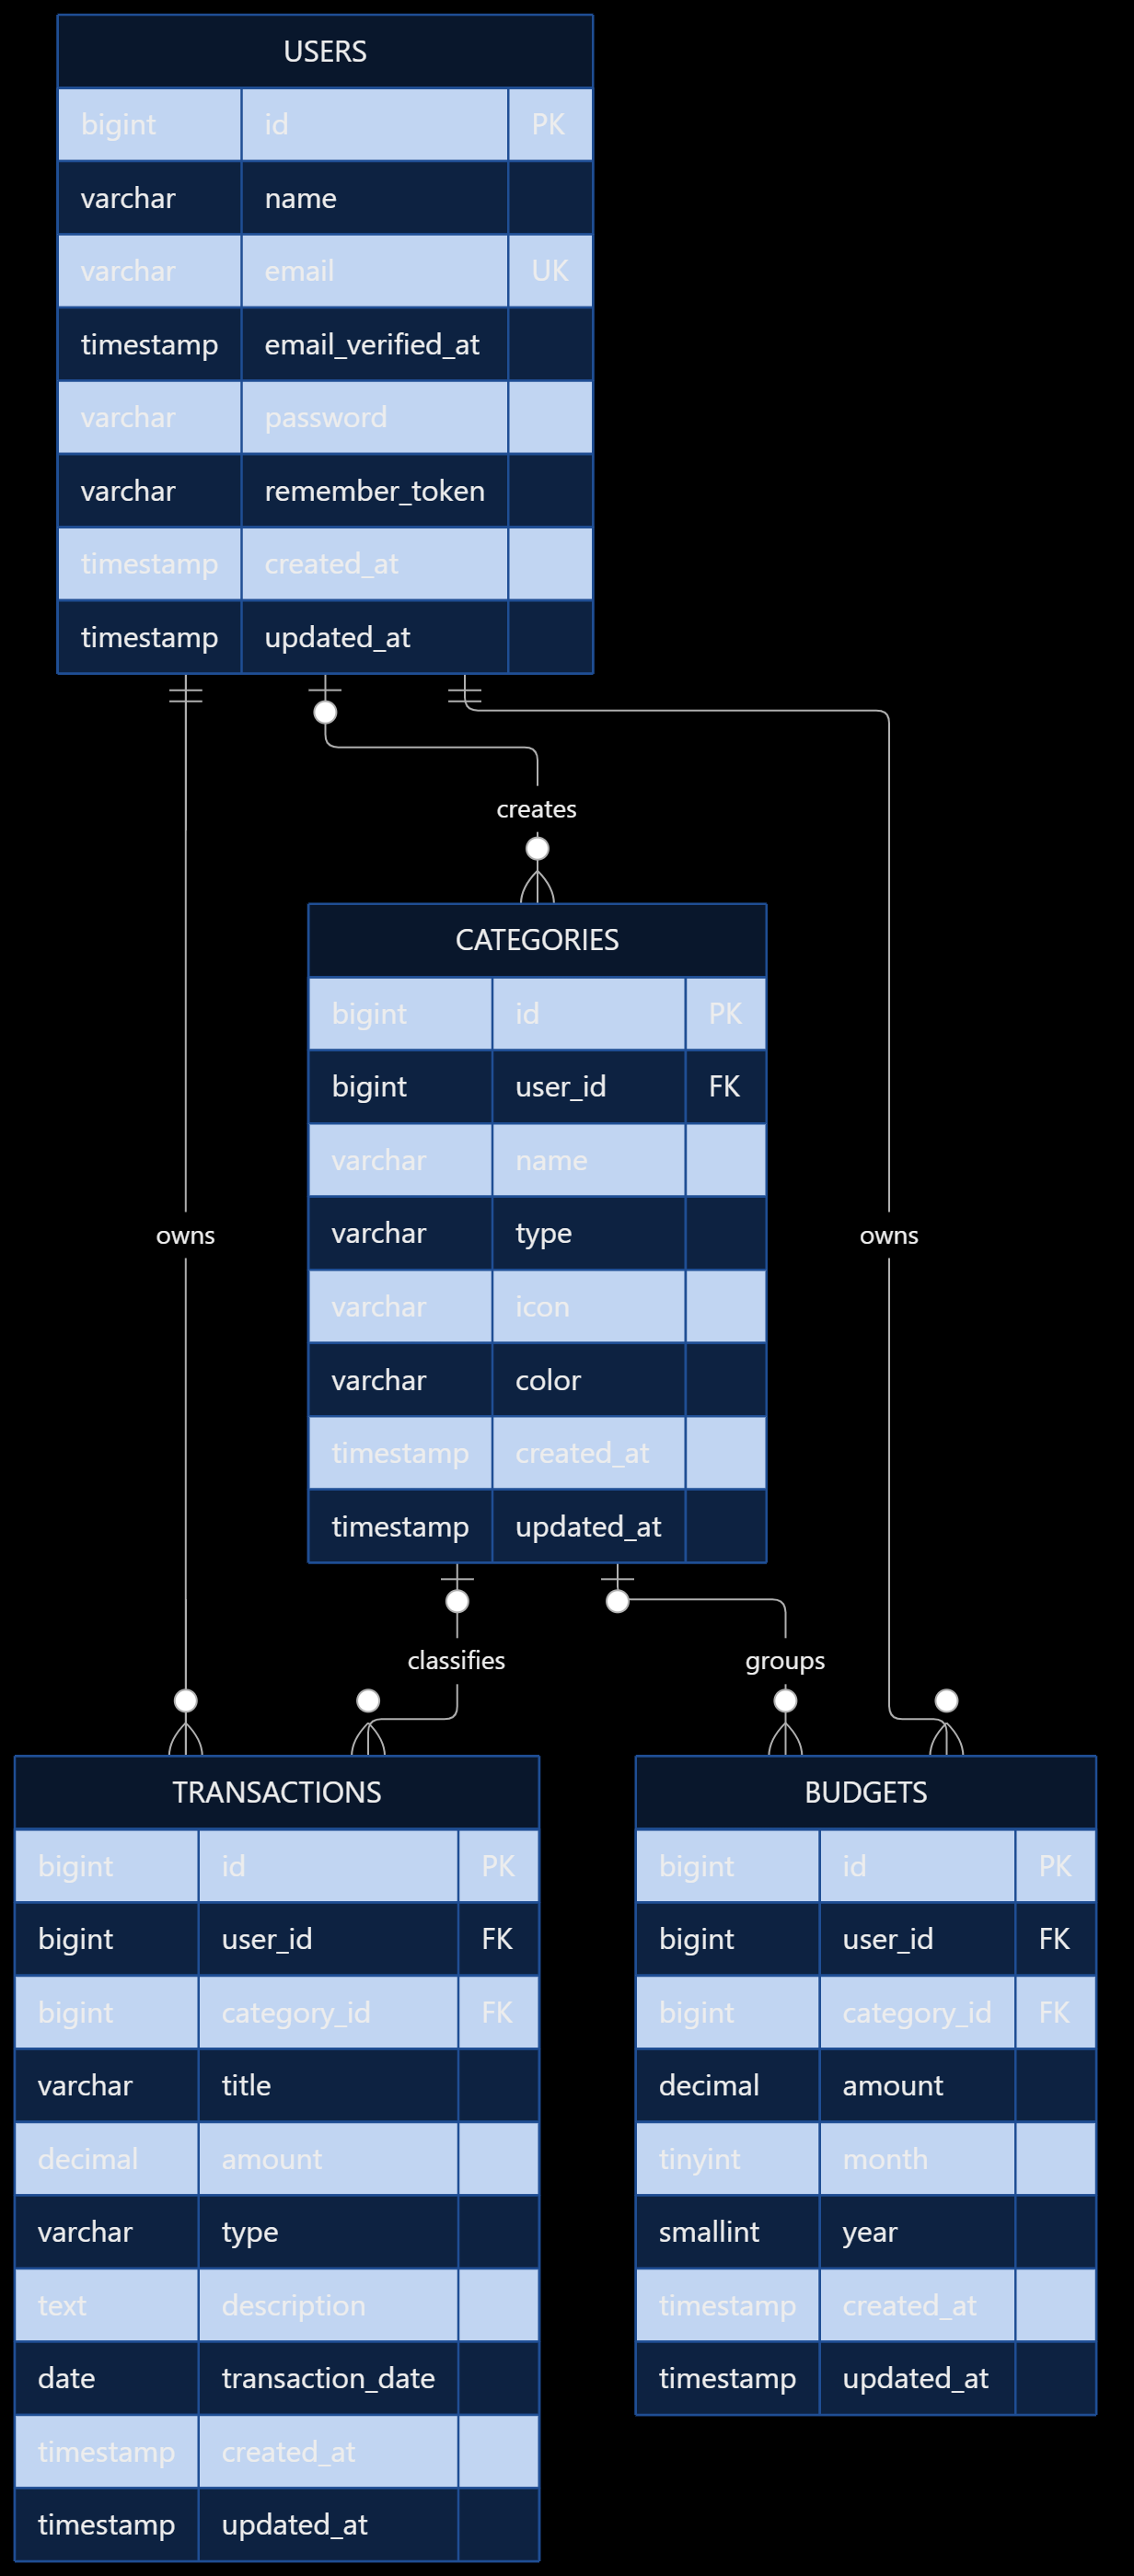 USERS
bigint id PK
varchar name
varchar email UK
timestamp email_verified_at
varchar password
varchar remember_token
timestamp created_at
timestamp updated_at
creates
CATEGORIES
bigint id PK
bigint user_id FK
varchar name
varchar type
varchar icon
varchar color
timestamp created_at
timestamp updated_at
owns
owns
classifies
groups
TRANSACTIONS
bigint id PK
bigint user_id FK
bigint category_id FK
varchar title
decimal amount
varchar type
text description
date transaction_date
timestamp created_at
timestamp updated_at
BUDGETS
bigint id PK
bigint user_id FK
bigint category_id FK
decimal amount
tinyint month
smallint year
timestamp created_at
timestamp updated_at